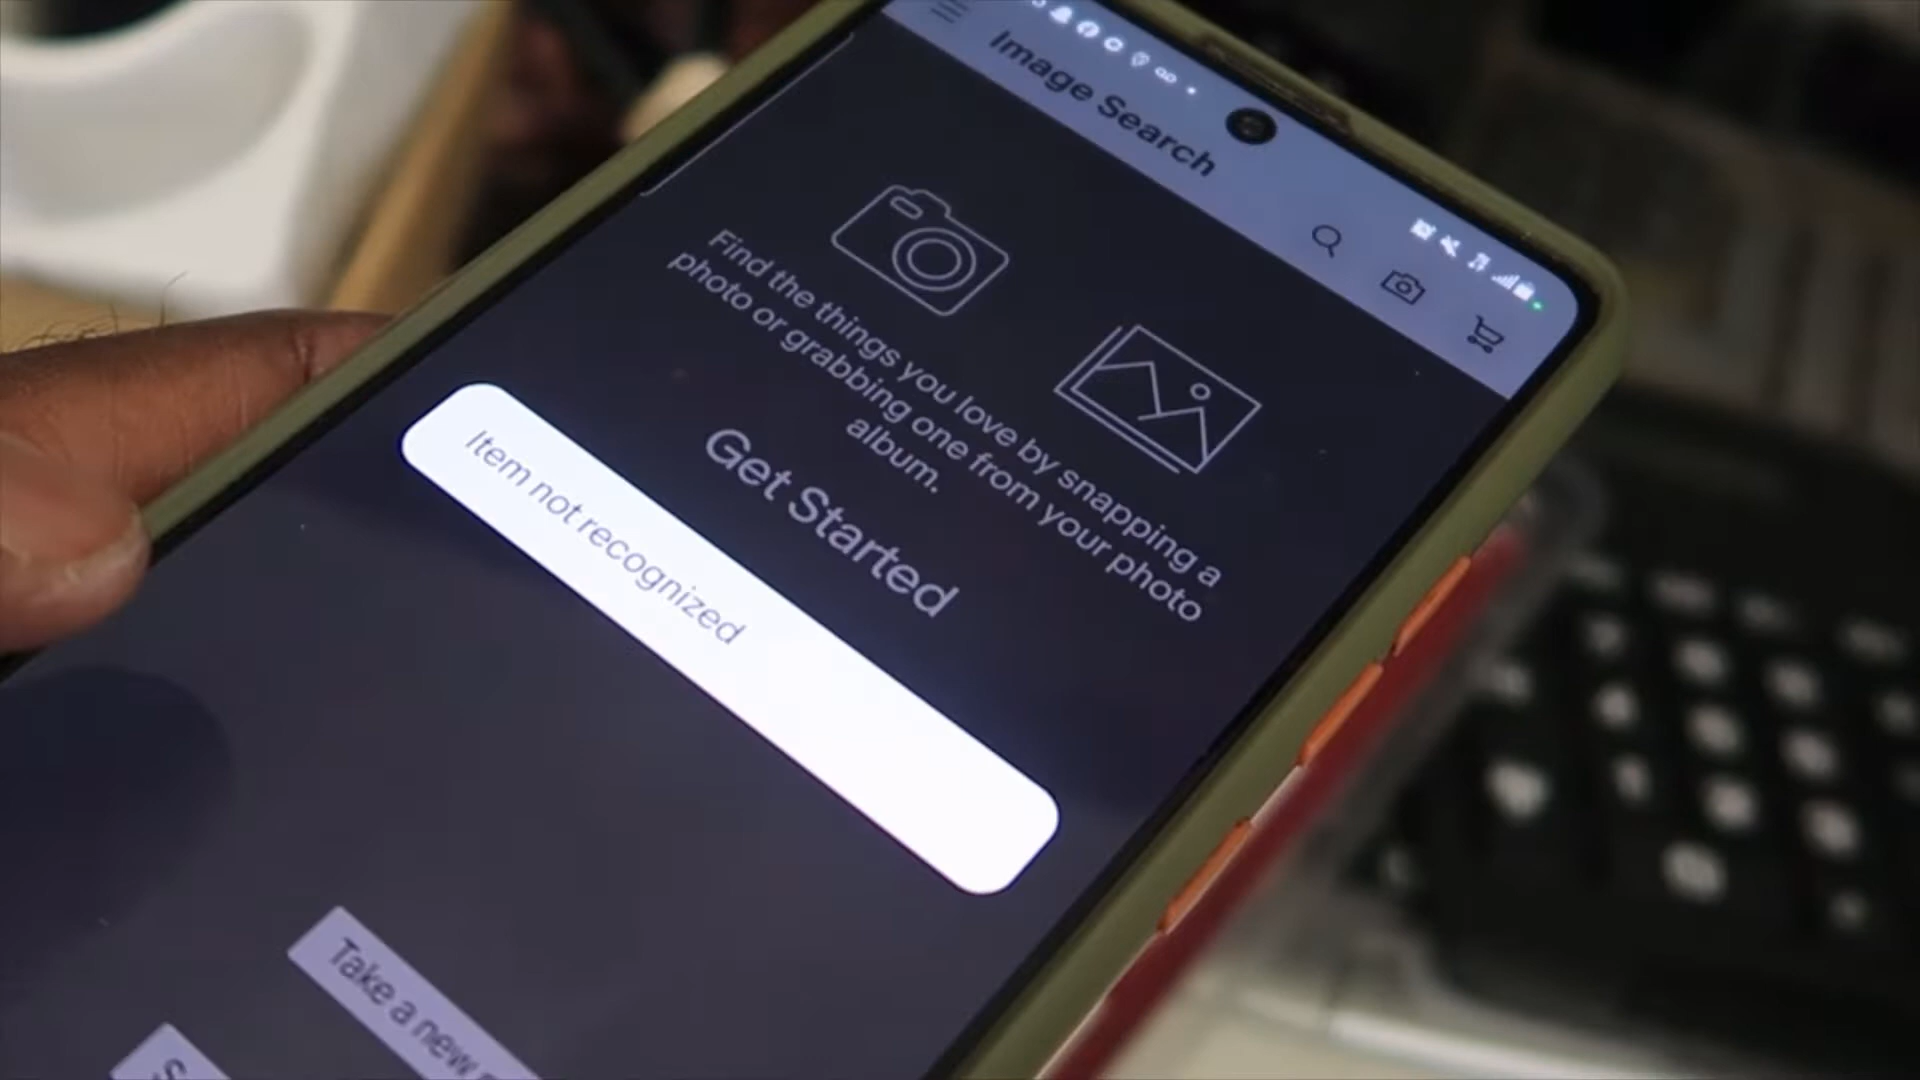 Image Search
Find the things you love by snapping a
photo or grabbing one from your photo
album.
Get Started
Item not recognized
Take a new